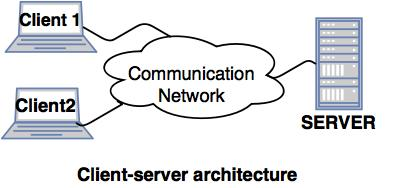 Client 1
Communication
Network
Client2
SERVER
Client-server architecture